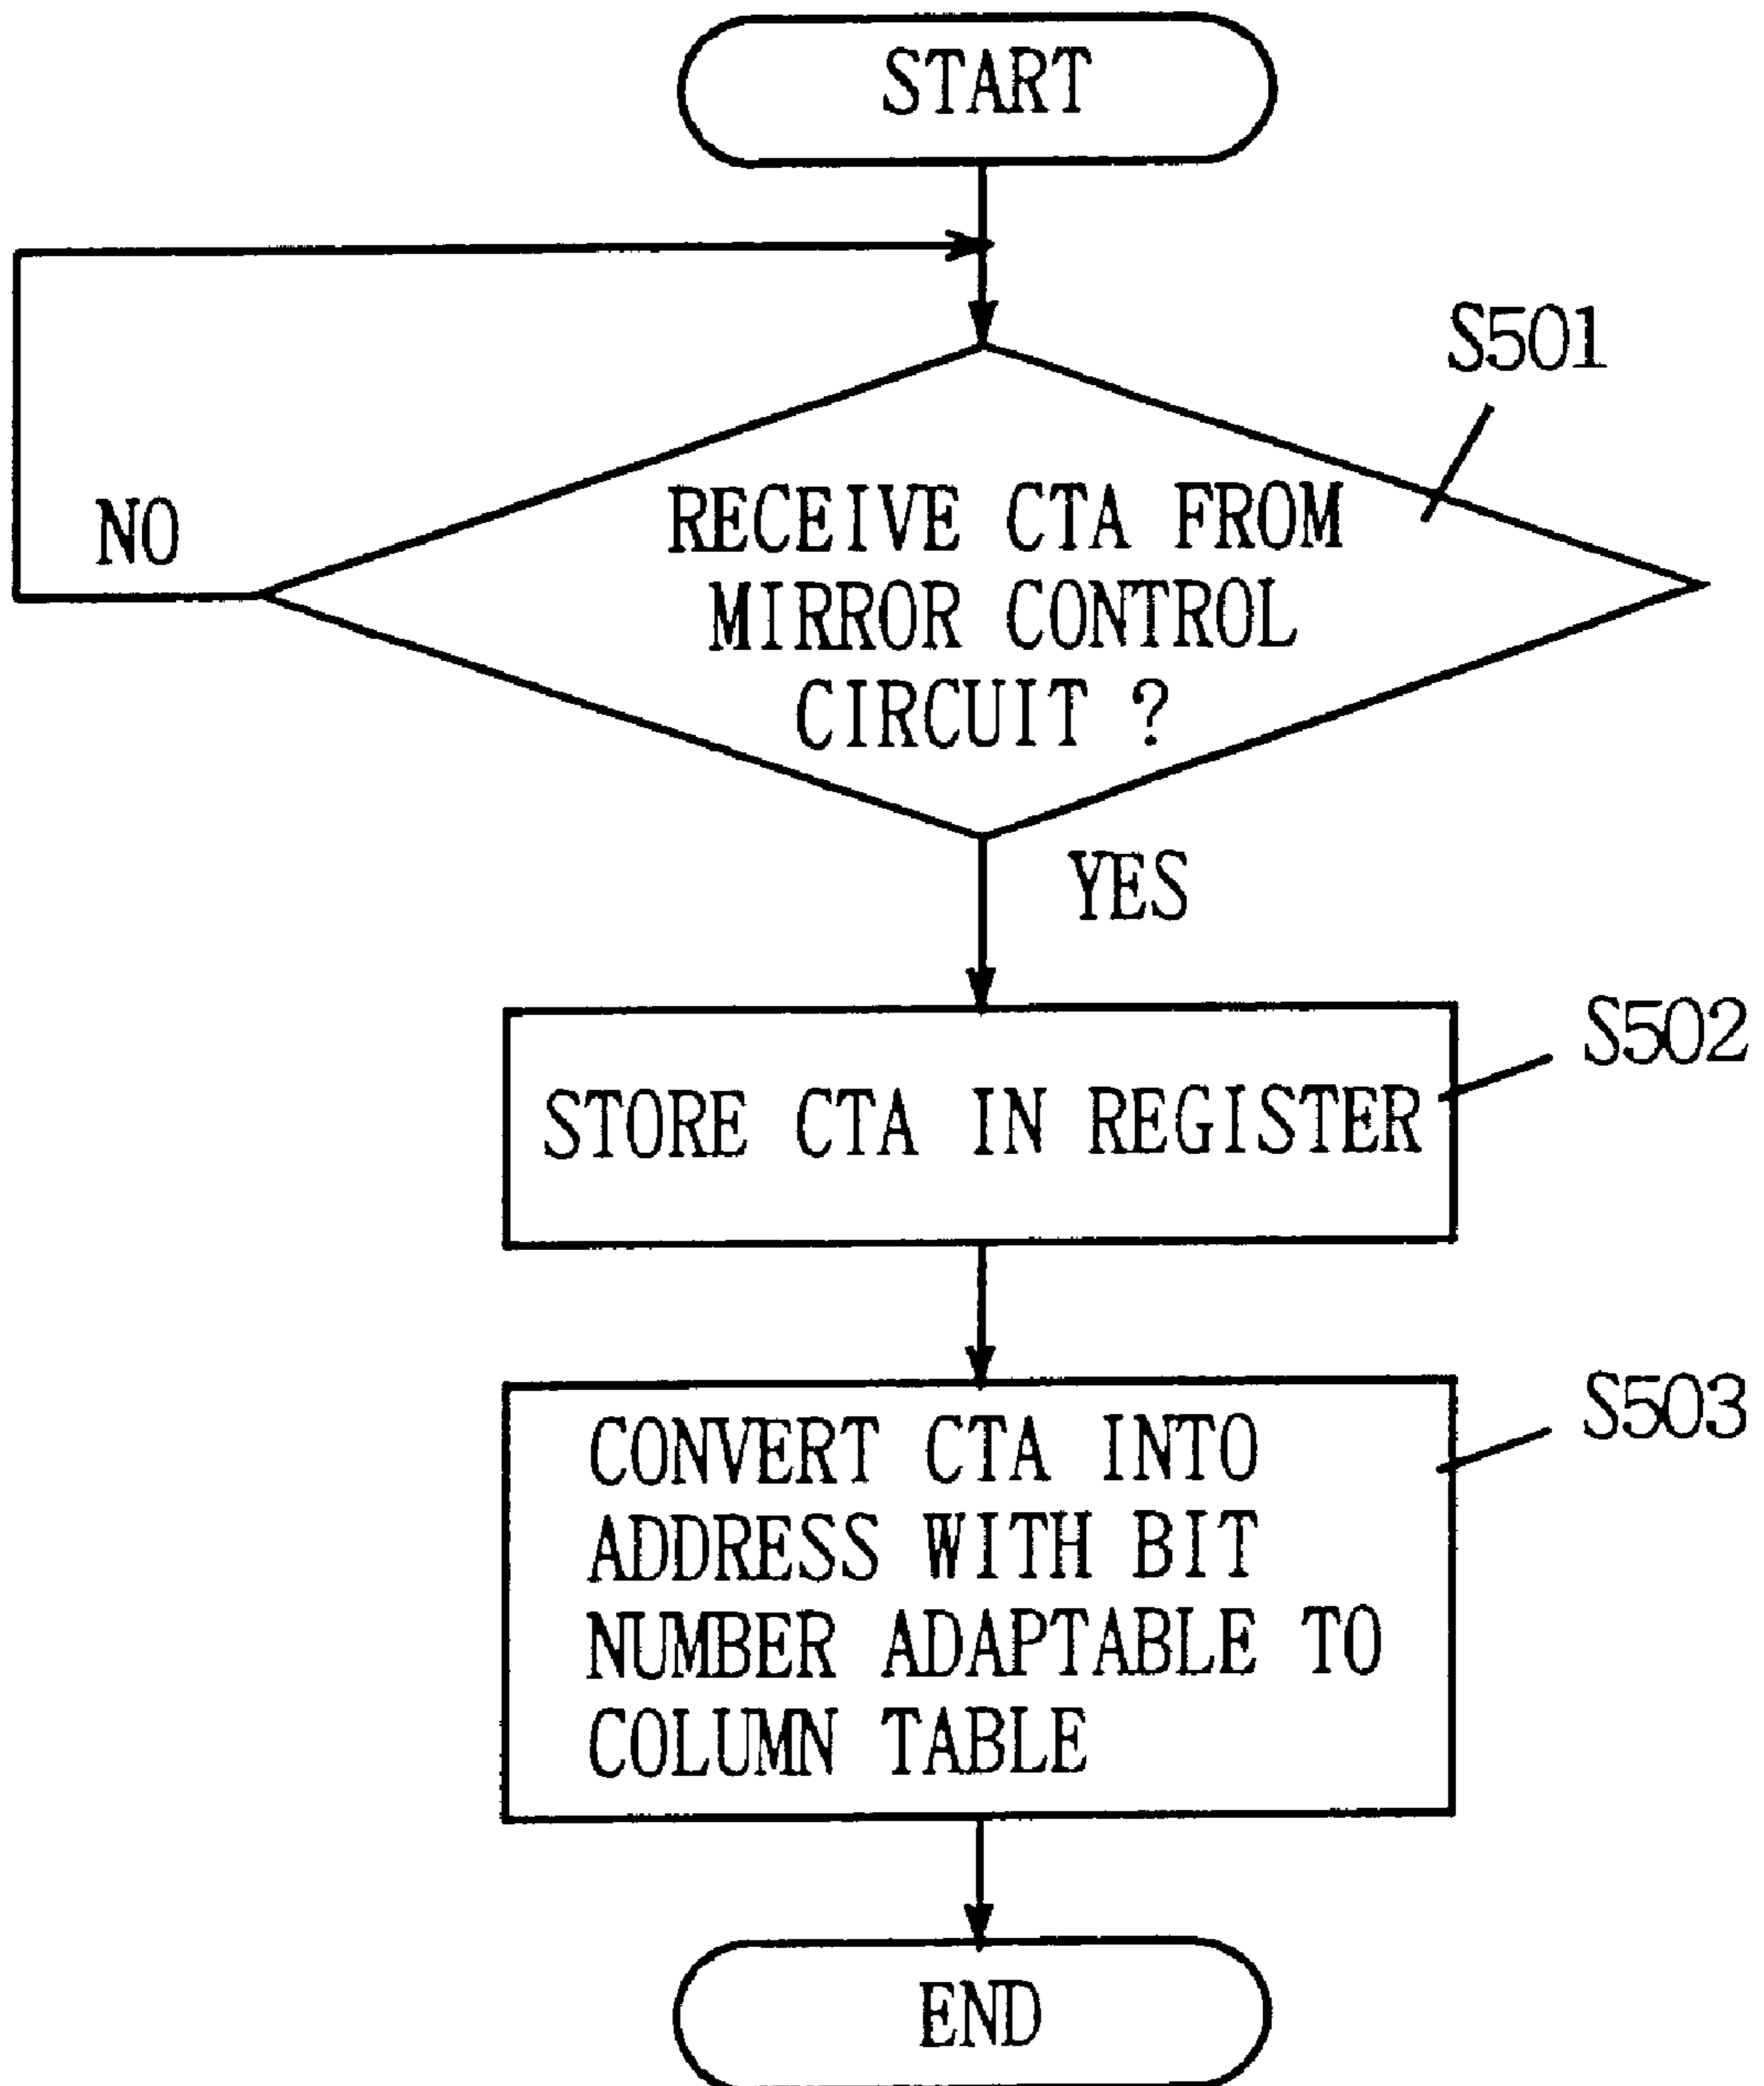 START
S501
RECEIVE CTA FROM
MIRROR CONTROL
CIRCUIT ?
NO
YES
S502
STORE CTA IN REGISTER
S503
CONVERT CTA INTO
ADDRESS WITH BIT
NUMBER ADAPTABLE TO
COLUMN TABLE
END